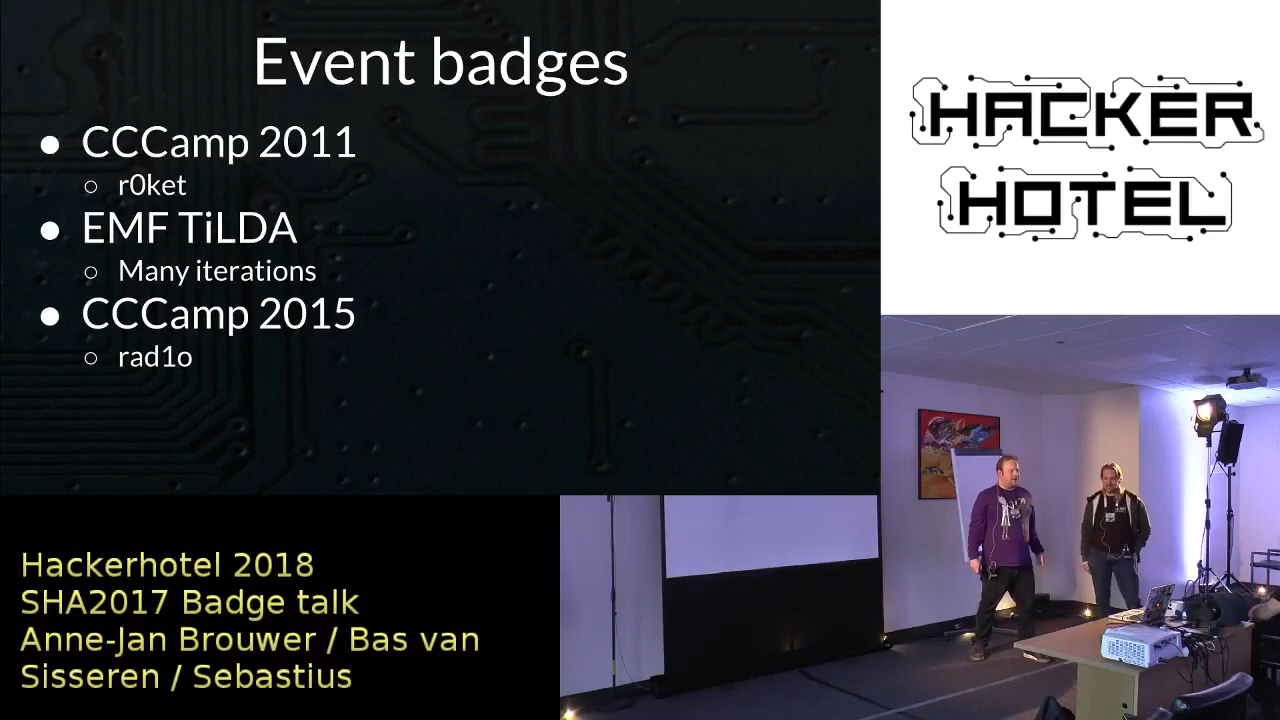 Event badges
● CCCamp 2011
○ r0ket
● EMF TiLDA
○ Many iterations
● CCCamp 2015
○ rad1o
HACKER
HOTEL
Hackerhotel 2018
SHA2017 Badge talk
Anne-Jan Brouwer / Bas van
Sisseren / Sebastius